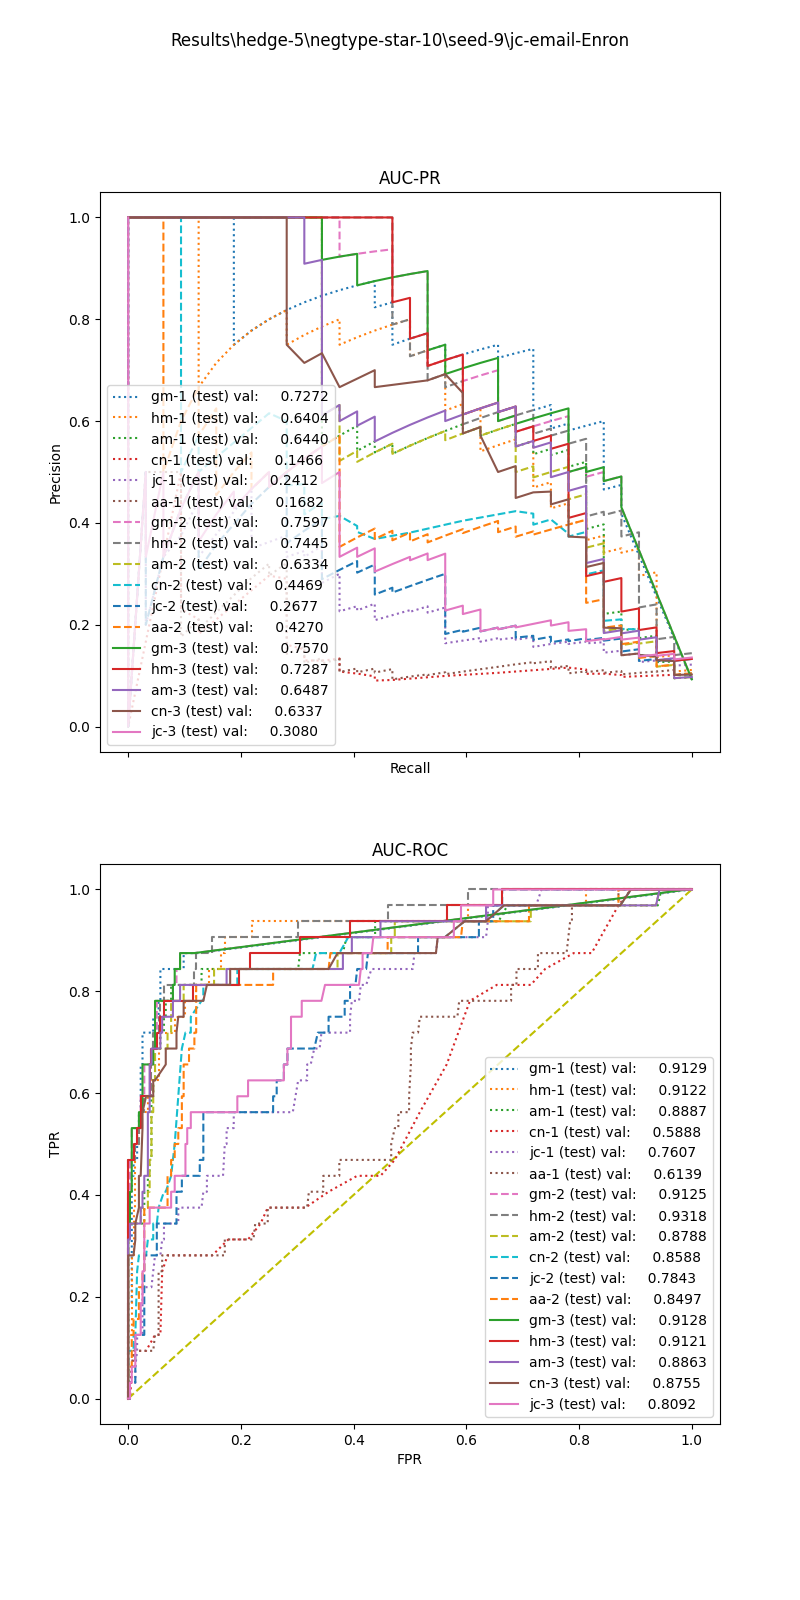 Results\hedge-5\negtype-star-10\seed-9\jc-email-Enron
AUC-PR
1.0
0.8
0.6
0.4
0.2
0.0
Precision
gm-1 (test) val: 0.7272
hm-1 (test) val: 0.6404
am-1 (test) val: 0.6440
cn-1 (test) val: 0.1466
jc-1 (test) val: 0.2412
aa-1 (test) val: 0.1682
gm-2 (test) val: 0.7597
hm-2 (test) val: 0.7445
am-2 (test) val: 0.6334
cn-2 (test) val: 0.4469
jc-2 (test) val: 0.2677
aa-2 (test) val: 0.4270
gm-3 (test) val: 0.7570
hm-3 (test) val: 0.7287
am-3 (test) val: 0.6487
cn-3 (test) val: 0.6337
jc-3 (test) val: 0.3080
Recall
AUC-ROC
1.0
0.8
0.6
0.4
0.2
0.0
TPR
gm-1 (test) val: 0.9129
hm-1 (test) val: 0.9122
am-1 (test) val: 0.8887
cn-1 (test) val: 0.5888
jc-1 (test) val: 0.7607
aa-1 (test) val: 0.6139
gm-2 (test) val: 0.9125
hm-2 (test) val: 0.9318
am-2 (test) val: 0.8788
cn-2 (test) val: 0.8588
jc-2 (test) val: 0.7843
aa-2 (test) val: 0.8497
gm-3 (test) val: 0.9128
hm-3 (test) val: 0.9121
am-3 (test) val: 0.8863
cn-3 (test) val: 0.8755
jc-3 (test) val: 0.8092
0.0 0.2 0.4 0.6 0.8 1.0
FPR